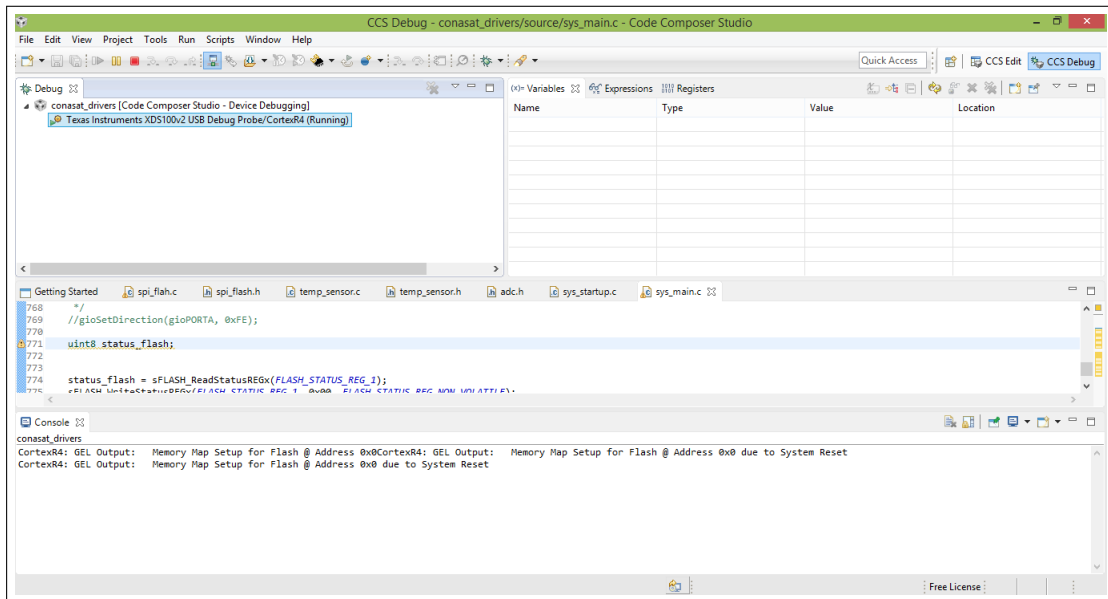 CCS Debug - conasat_drivers/source/sys_main.c - Code Composer Studio
File Edit View Project Tools Run Scripts Window Help
Quick Access CCS Edit CCS Debug
Debug
(x)= Variables Expressions Registers
conasat_drivers [Code Composer Studio - Device Debugging]
Texas Instruments XDS100v2 USB Debug Probe/CortexR4 (Running)
Name Type Value Location
Getting Started spi_flah.c spi_flash.h temp_sensor.c temp_sensor.h adc.h sys_startup.c sys_main.c
768 */
769 //gioSetDirection(gioPORTA, 0xFE);
770
771 uint8 status_flash;
772
773
774 status_flash = sFLASH_ReadStatusREGx(FLASH_STATUS_REG_1);
775 sFLASH_WriteStatusREGx(FLASH_STATUS_REG_1, 0x00, FLASH_STATUS_REG_NON_VOLATILE);
Console
conasat_drivers
CortexR4: GEL Output: Memory Map Setup for Flash @ Address 0x0CortexR4: GEL Output: Memory Map Setup for Flash @ Address 0x0 due to System Reset
CortexR4: GEL Output: Memory Map Setup for Flash @ Address 0x0 due to System Reset
Free License